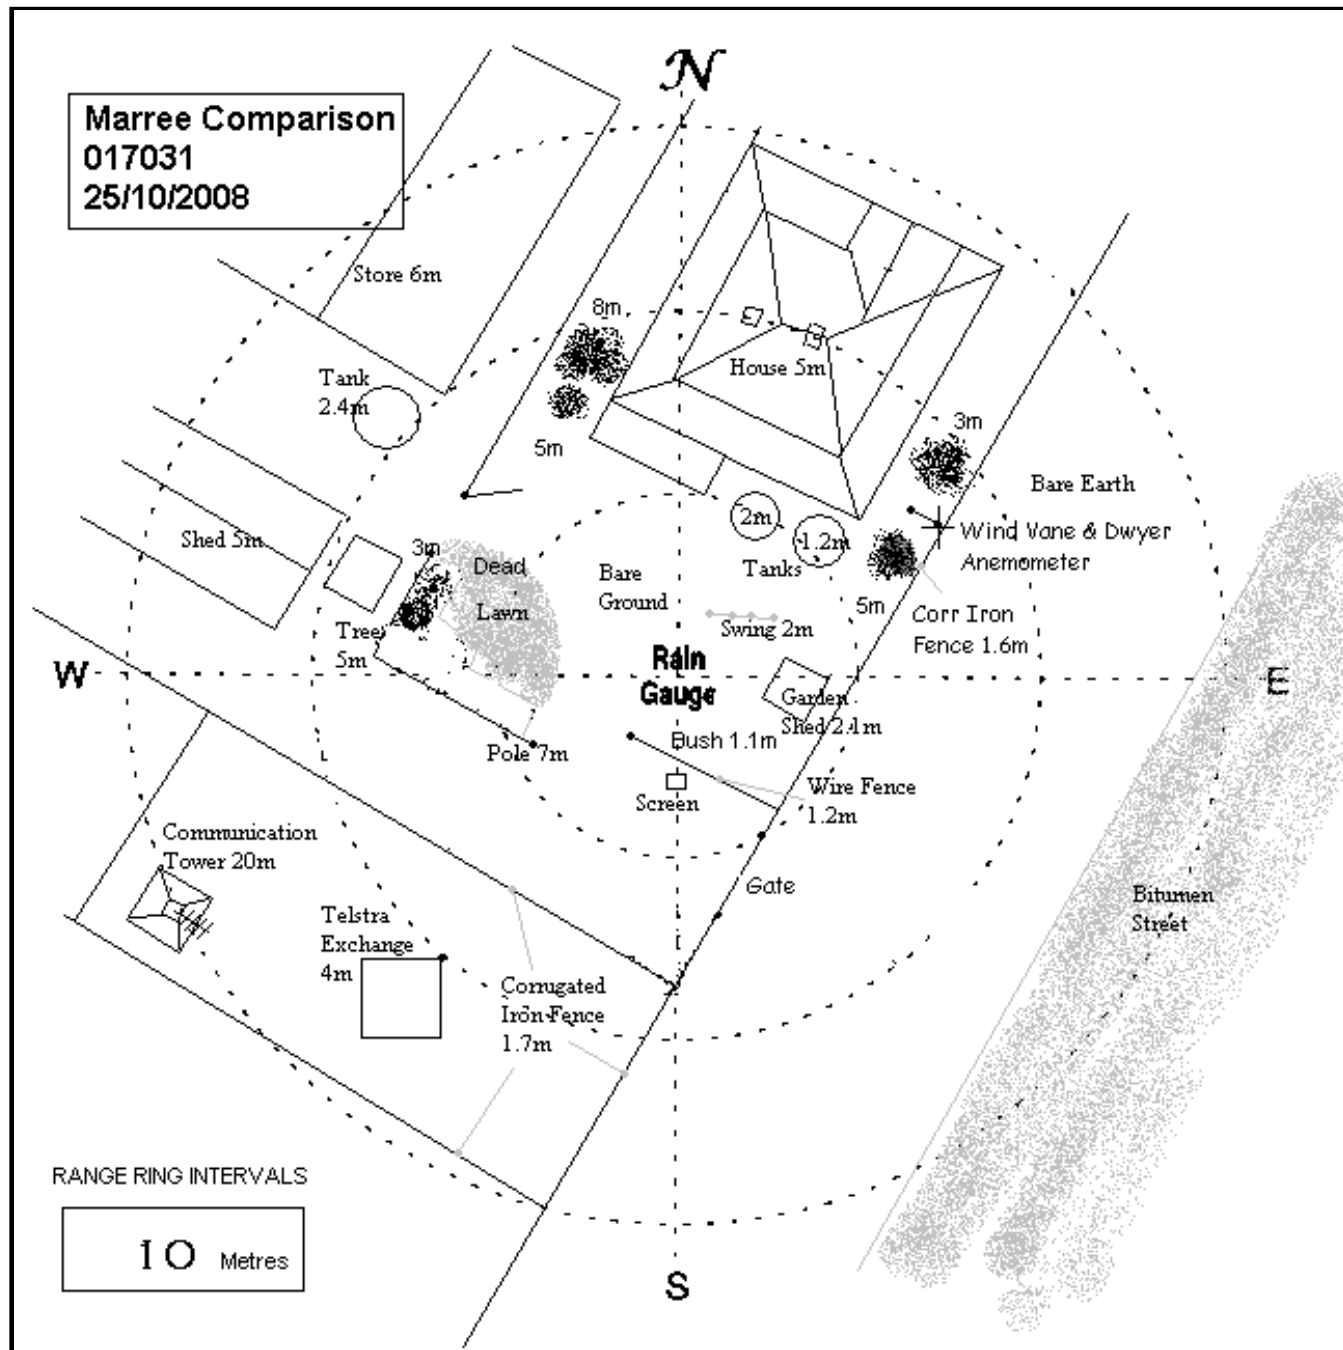 N
Marree Comparison
017031
25/10/2008
Store 6m
8m
House 5m
Tank
2.4m
5m
3m
Bare Earth
2m
1.2m
Wind Vane & Dwyer
Anemometer
Shed 5m
3m
Dead
Lawn
Bare
Ground
Tanks
5m
Corr Iron
Fence 1.6m
Swing 2m
Tree
5m
W
Rain
Gauge
E
Garden
Shed 2.1m
Pole 7m
Bush 1.1m
Screen
Wire Fence
1.2m
Communication
Tower 20m
Gate
Bitumen
Street
Telstra
Exchange
4m
Corrugated
Iron Fence
1.7m
RANGE RING INTERVALS
10 Metres
S